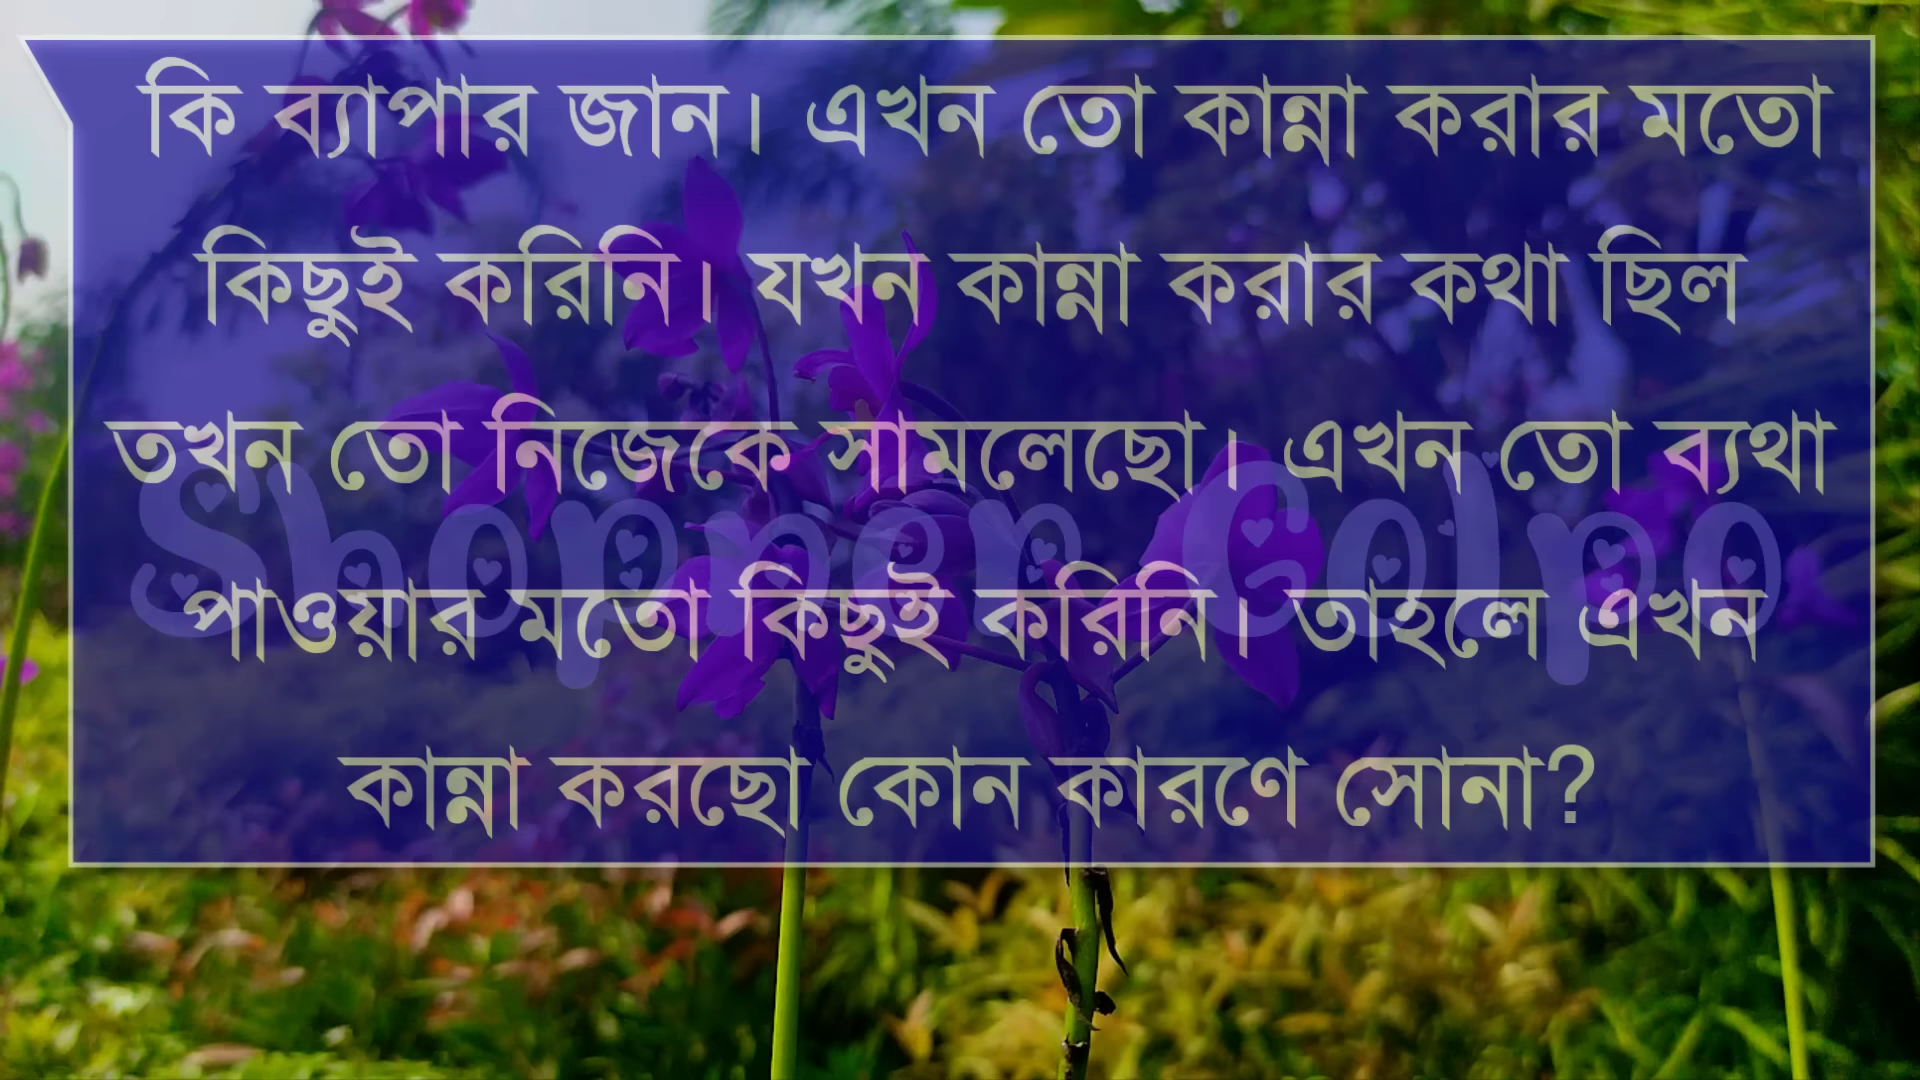 কি ব্যাপার জান। এখন তো কান্না করার মতো
কিছুই করিনি। যখন কান্না করার কথা ছিল
তখন তো নিজেকে সামলেছো। এখন তো ব্যথা
Shopner Golpo
পাওয়ার মতো কিছুই করিনি। তাহলে এখন
কান্না করছো কোন কারণে সোনা?